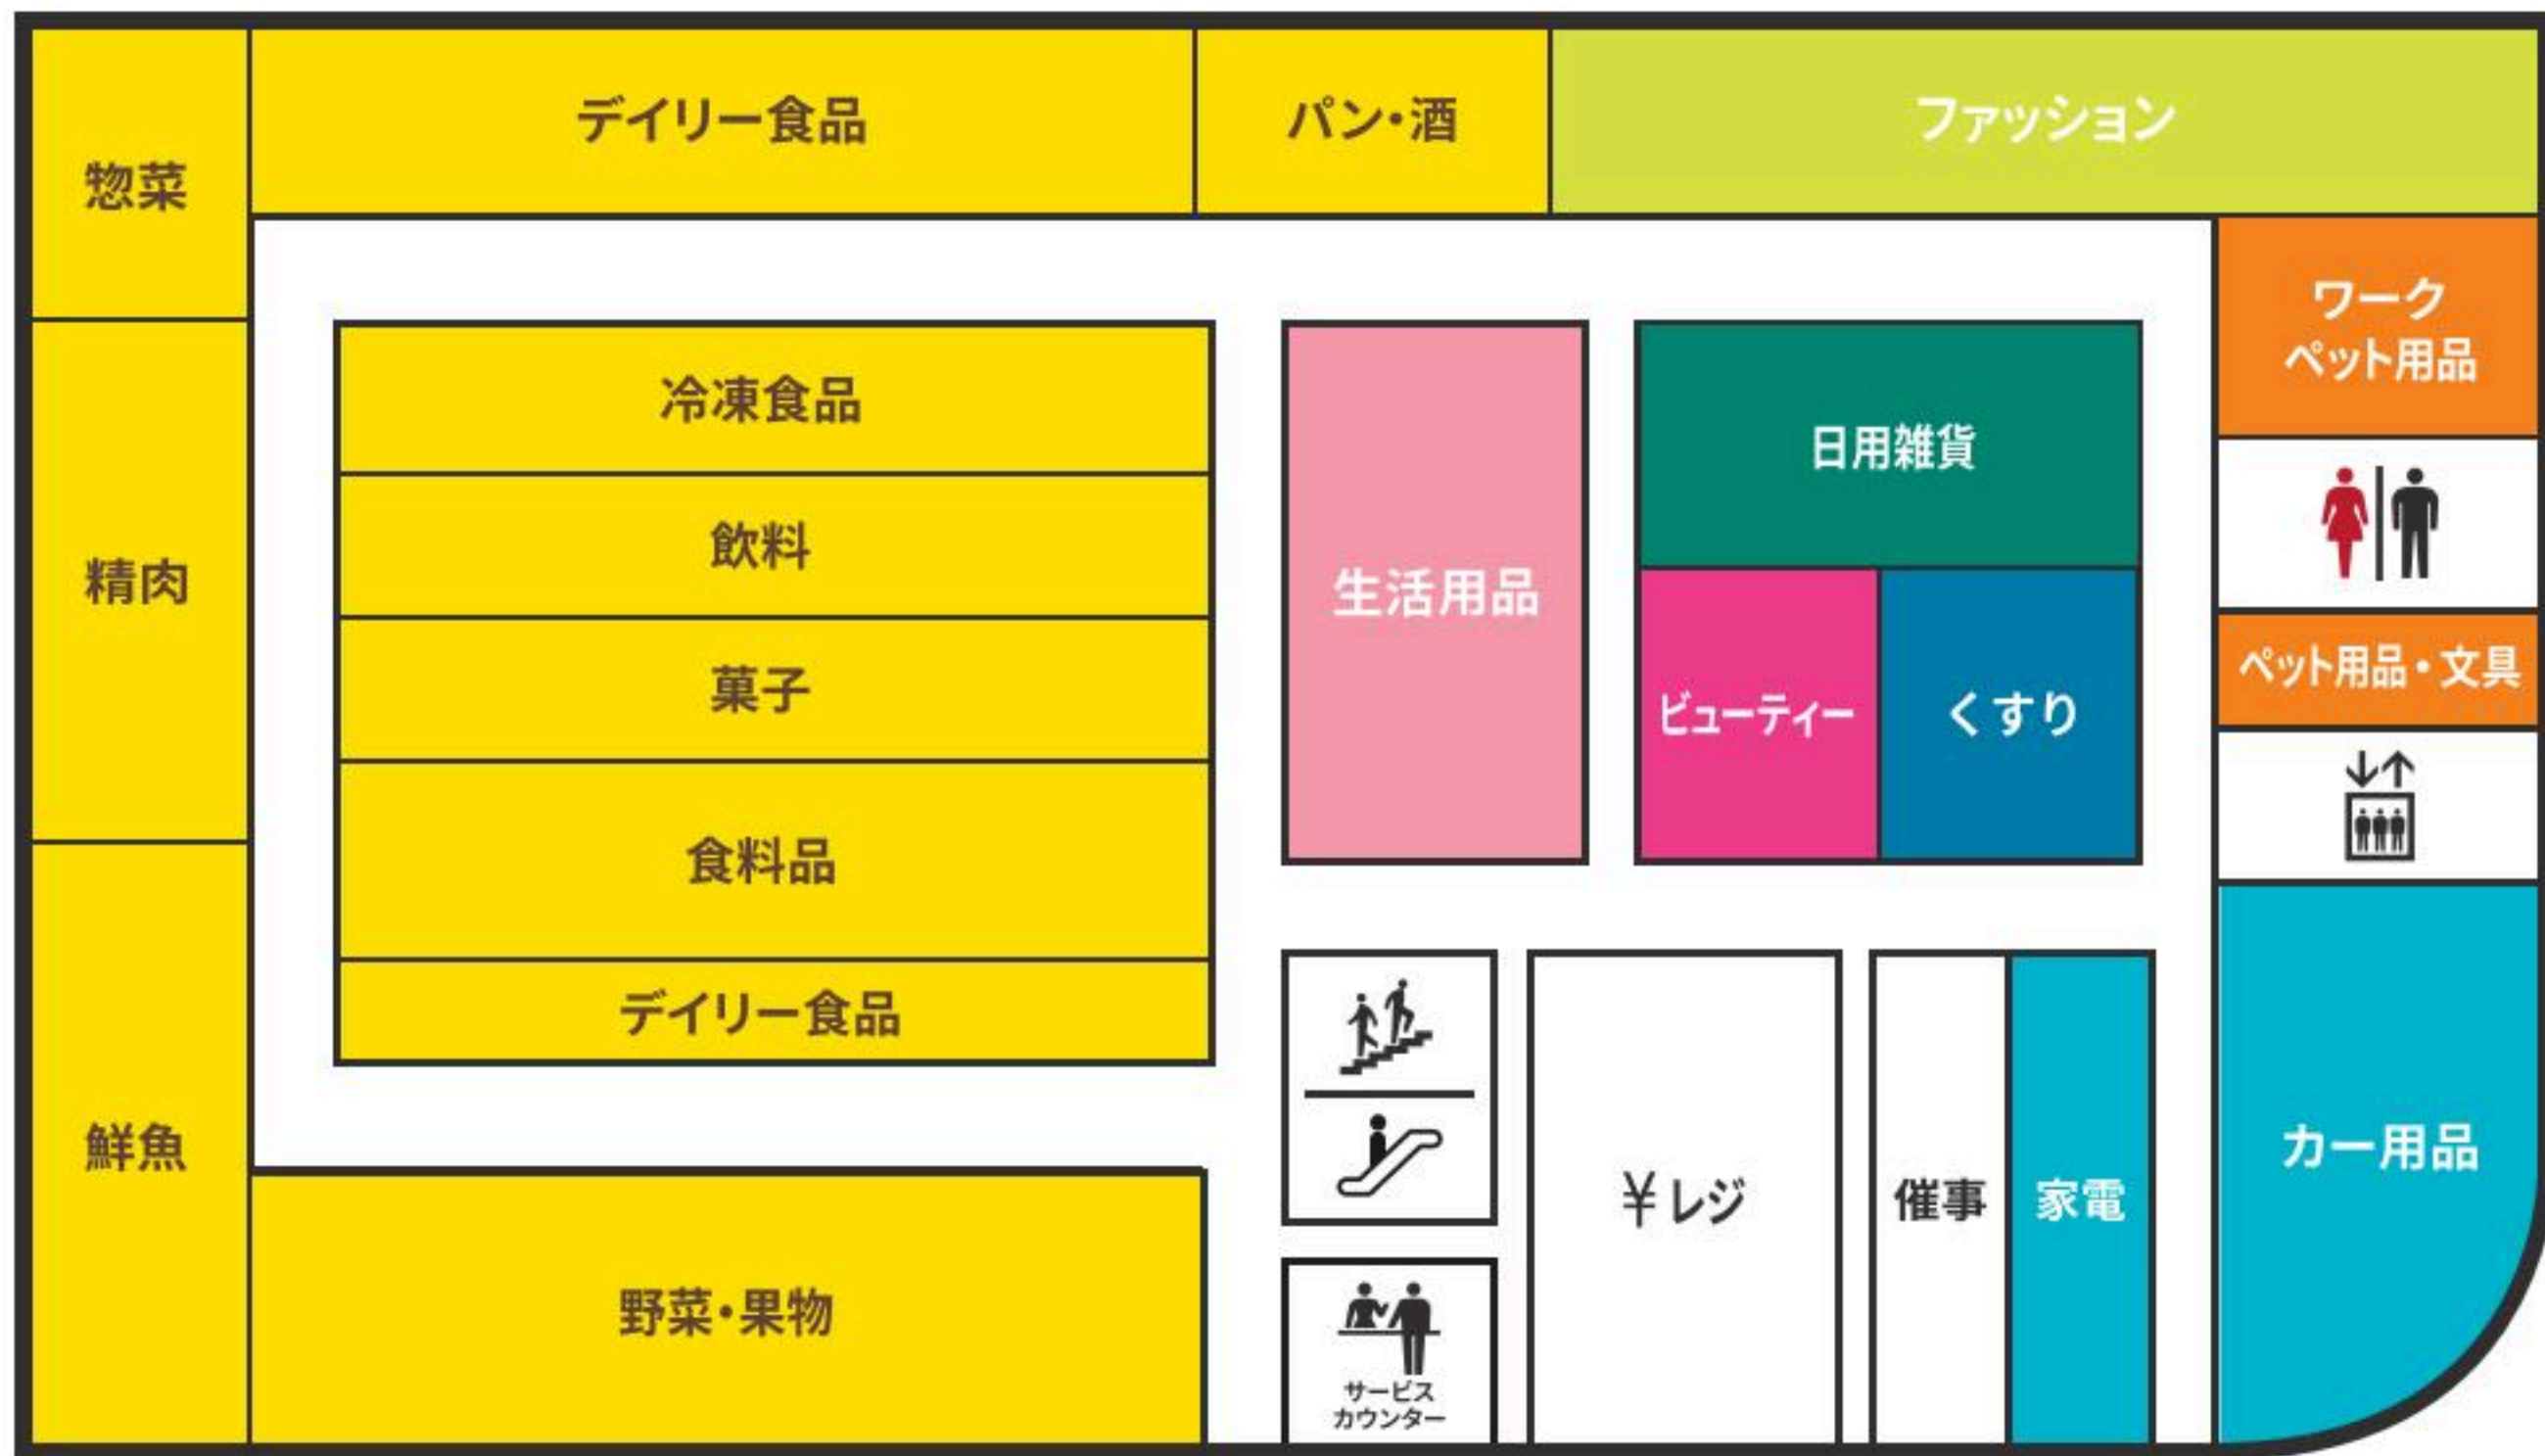 惣菜
デイリー食品
パン・酒
ファッション
ワーク
ペット用品
冷凍食品
飲料
菓子
食料品
デイリー食品
生活用品
日用雑貨
ビューティー
くすり
ペット用品・文具
精肉
鮮魚
野菜・果物
サービス
カウンター
¥レジ
催事
家電
カー用品